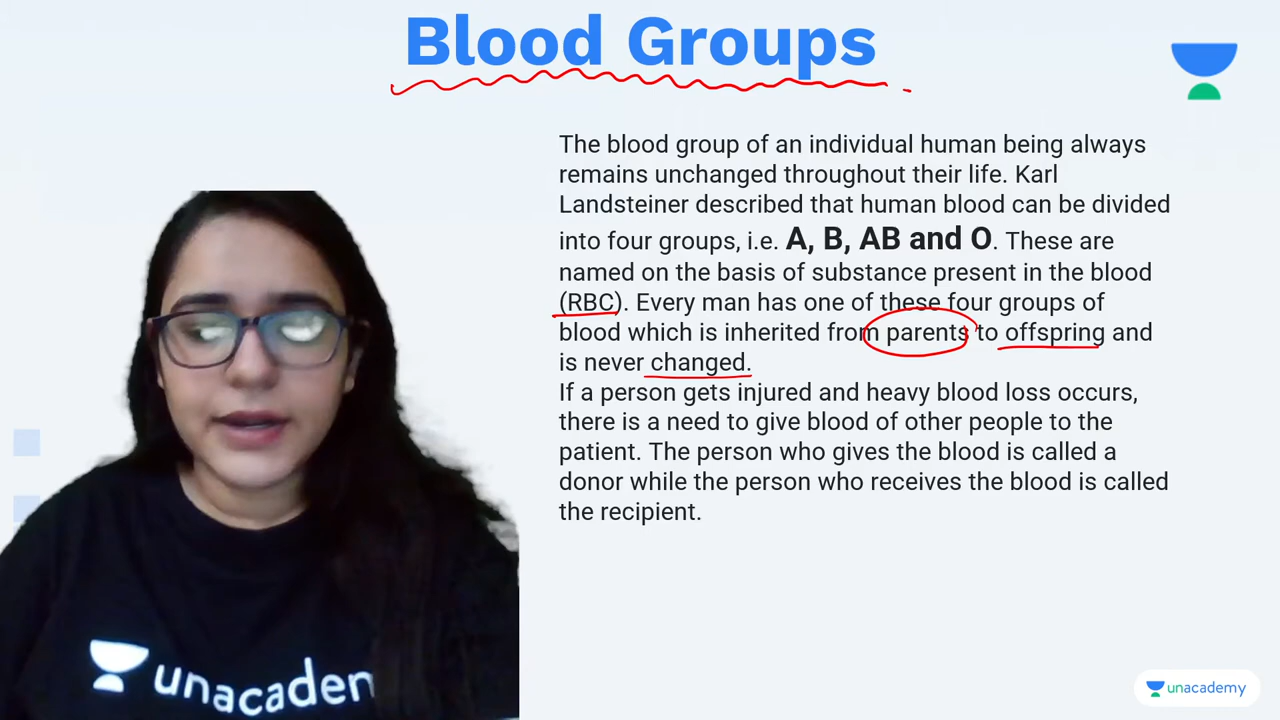 Blood Groups
The blood group of an individual human being always
remains unchanged throughout their life. Karl
Landsteiner described that human blood can be divided
into four groups, i.e. A, B, AB and O. These are
named on the basis of substance present in the blood
(RBC). Every man has one of these four groups of
blood which is inherited from parents to offspring and
is never changed.
If a person gets injured and heavy blood loss occurs,
there is a need to give blood of other people to the
patient. The person who gives the blood is called a
donor while the person who receives the blood is called
the recipient.
unacadem
unacademy